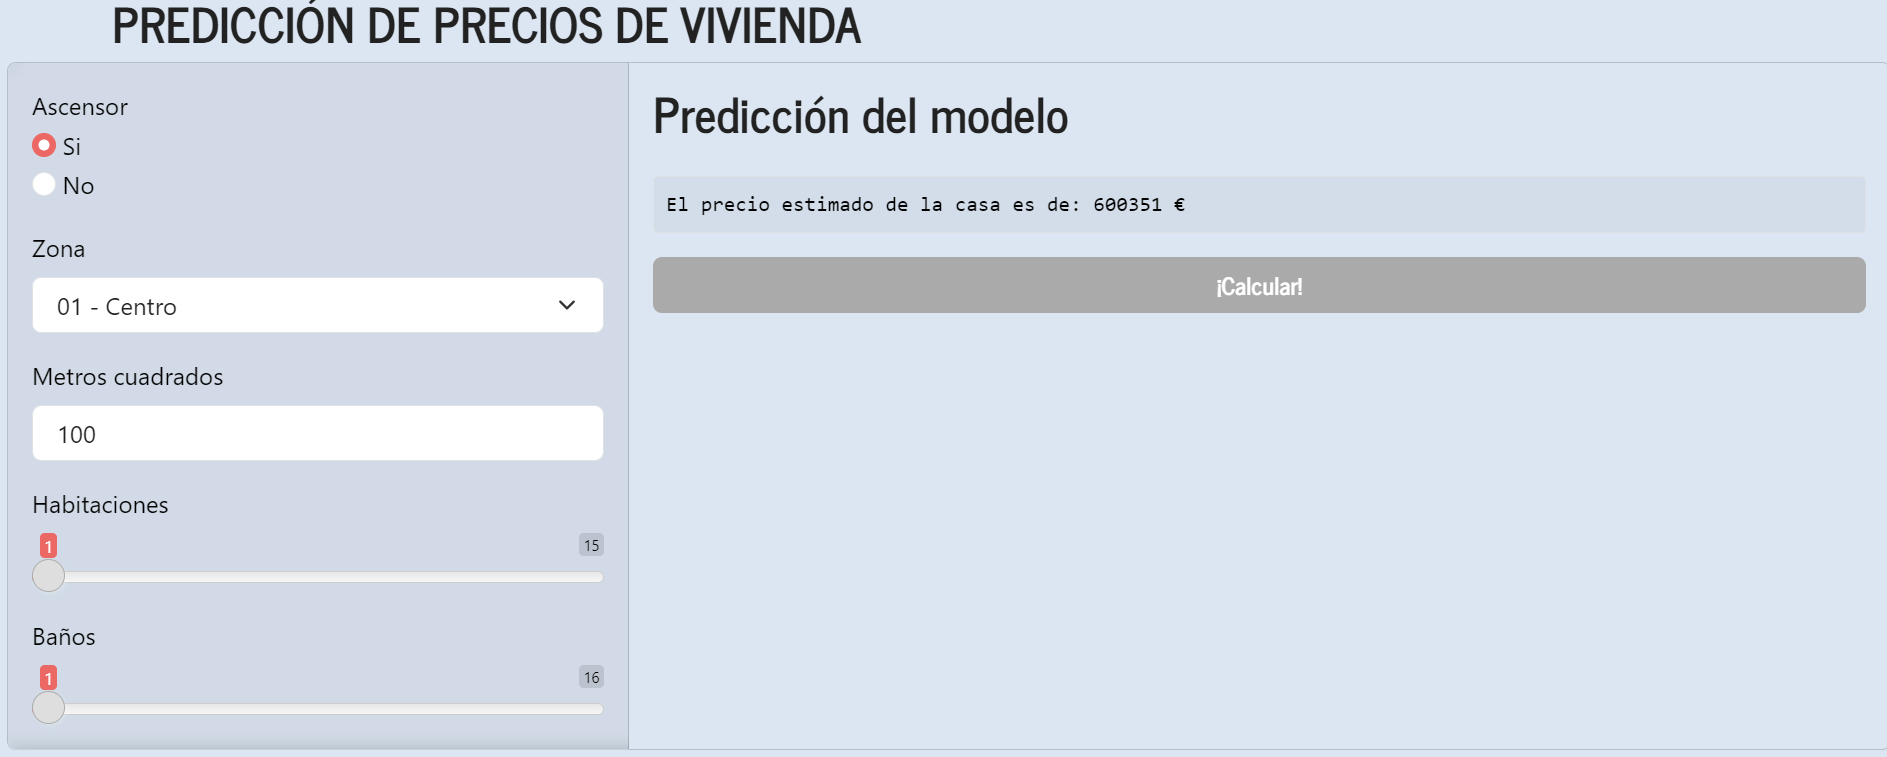 PREDICCIÓN DE PRECIOS DE VIVIENDA
Ascensor
Si
No
Zona
01 - Centro
Metros cuadrados
100
Habitaciones
1 15
Baños
1 16
Predicción del modelo
El precio estimado de la casa es de: 600351 €
¡Calcular!